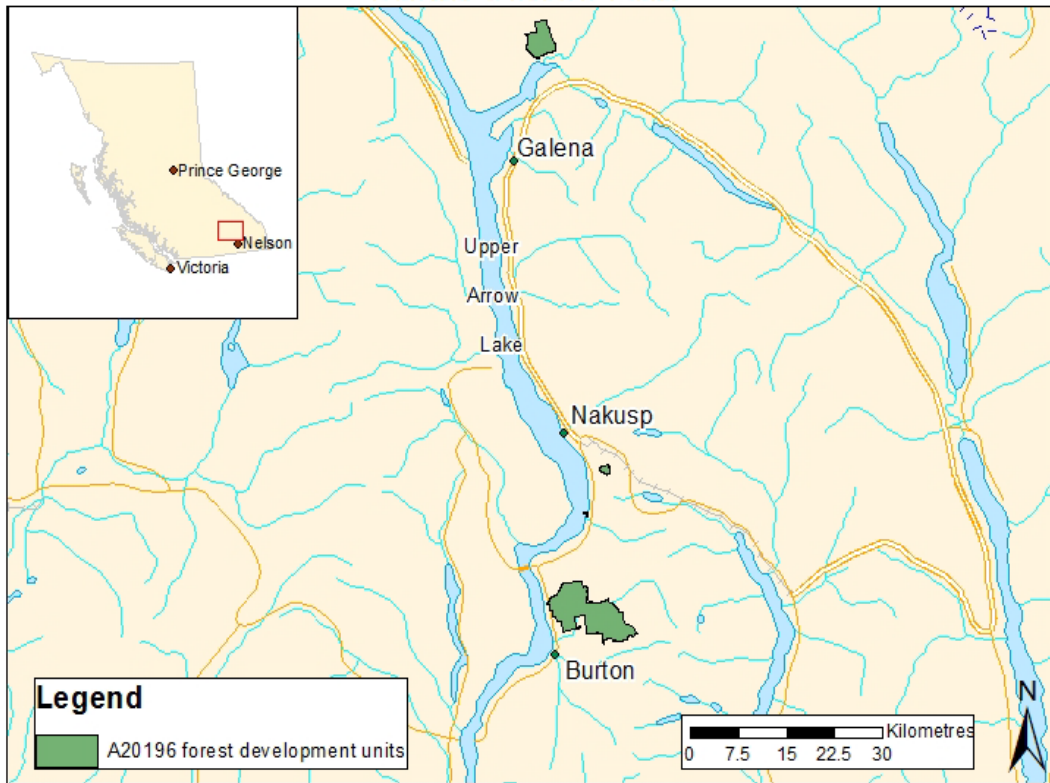 Prince George
Nelson
Victoria
Galena
Upper
Arrow
Lake
Nakusp
Burton
Legend
A20196 forest development units
Kilometres
0 7.5 15 22.5 30
N